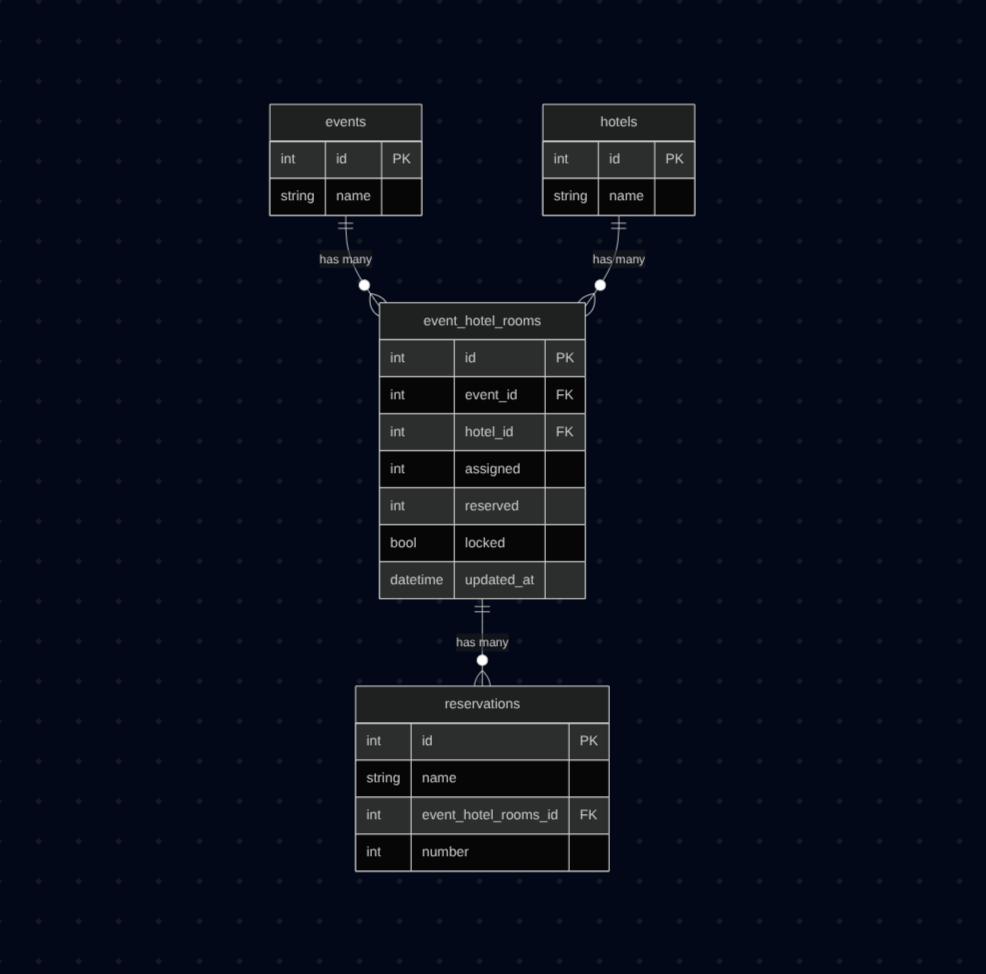 events
int id PK
string name
hotels
int id PK
string name
has many
has many
event_hotel_rooms
int id PK
int event_id FK
int hotel_id FK
int assigned
int reserved
bool locked
datetime updated_at
has many
reservations
int id PK
string name
int event_hotel_rooms_id FK
int number